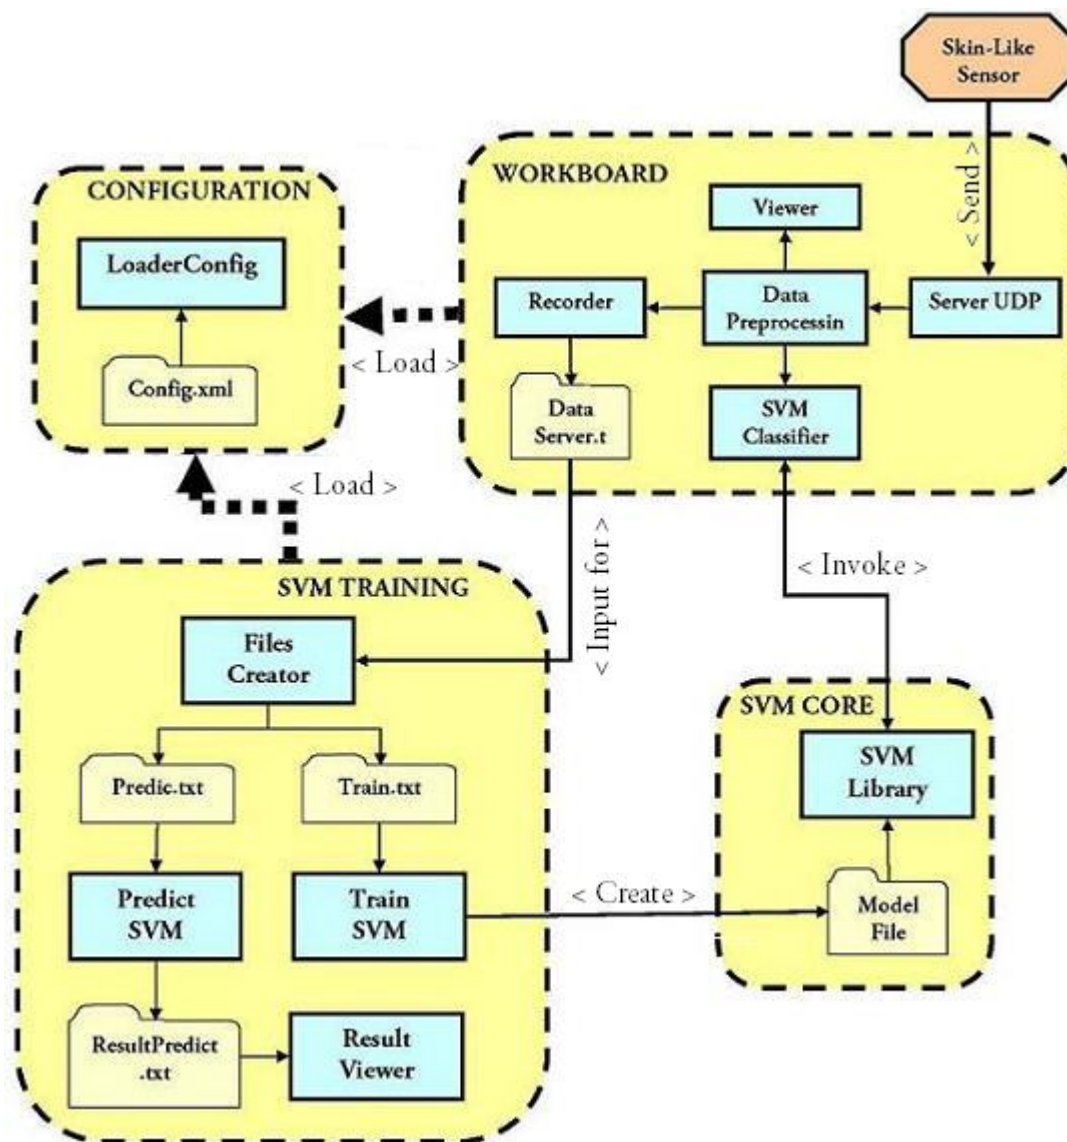 Skin-Like
Sensor
< Send >
WORKBOARD
Viewer
Recorder
Data
Preprocessin
Server UDP
Data
Server.t
SVM
Classifier
CONFIGURATION
LoaderConfig
Config.xml
< Load >
< Load >
< Input for >
< Invoke >
SVM TRAINING
Files
Creator
Predic.txt
Train.txt
Predict
SVM
Train
SVM
ResultPredict
.txt
Result
Viewer
< Create >
SVM CORE
SVM
Library
Model
File